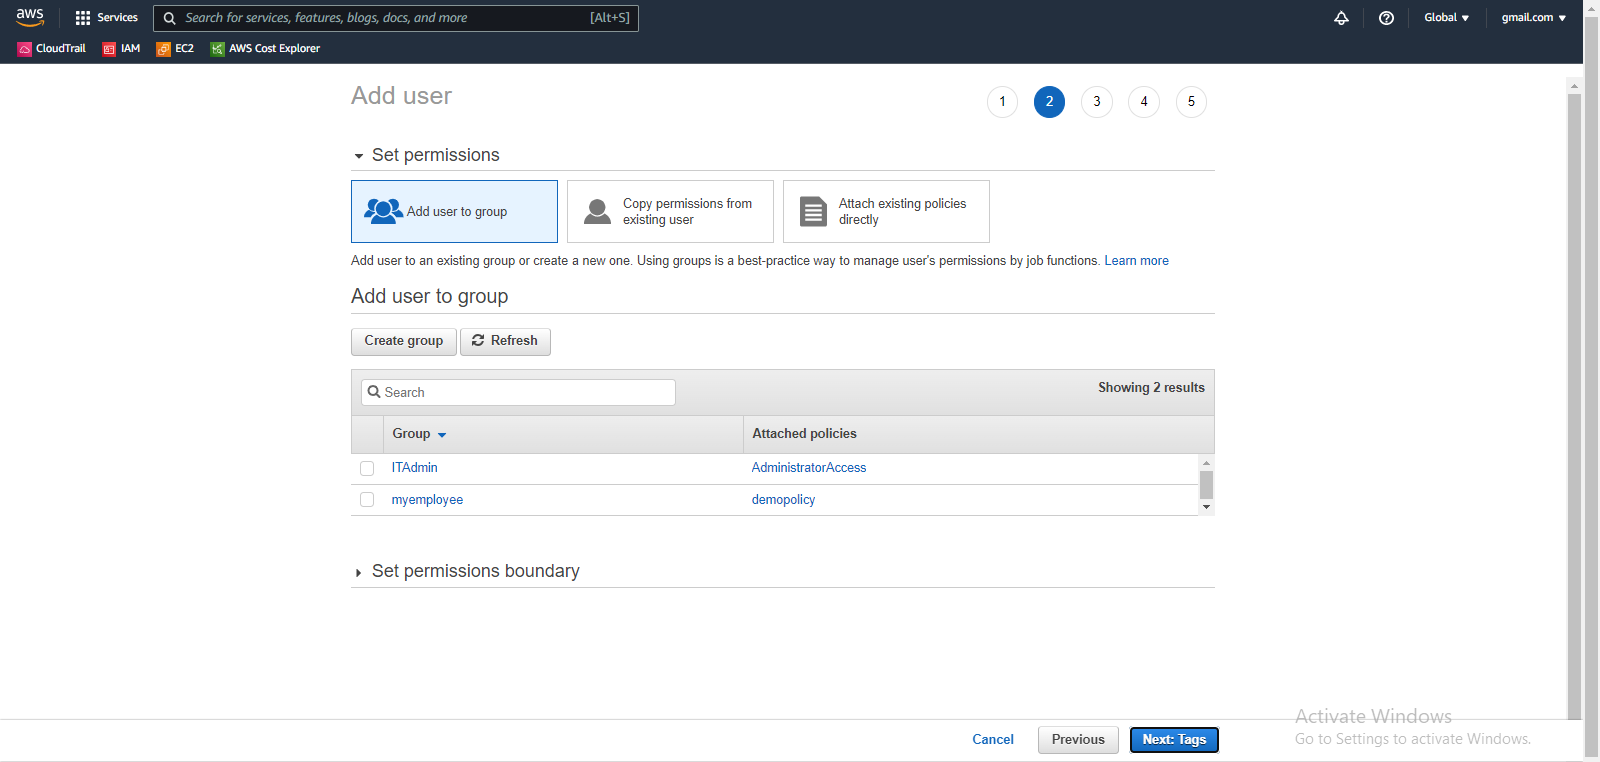 aws Services Search for services, features, blogs, docs, and more [Alt+S] Global gmail.com
CloudTrail IAM EC2 AWS Cost Explorer
Add user 1 2 3 4 5
Set permissions
Add user to group
Copy permissions from
existing user
Attach existing policies
directly
Add user to an existing group or create a new one. Using groups is a best-practice way to manage user's permissions by job functions. Learn more
Add user to group
Create group Refresh
Search Showing 2 results
Group Attached policies
ITAdmin AdministratorAccess
myemployee demopolicy
Set permissions boundary
Cancel Previous Next: Tags
Activate Windows
Go to Settings to activate Windows.